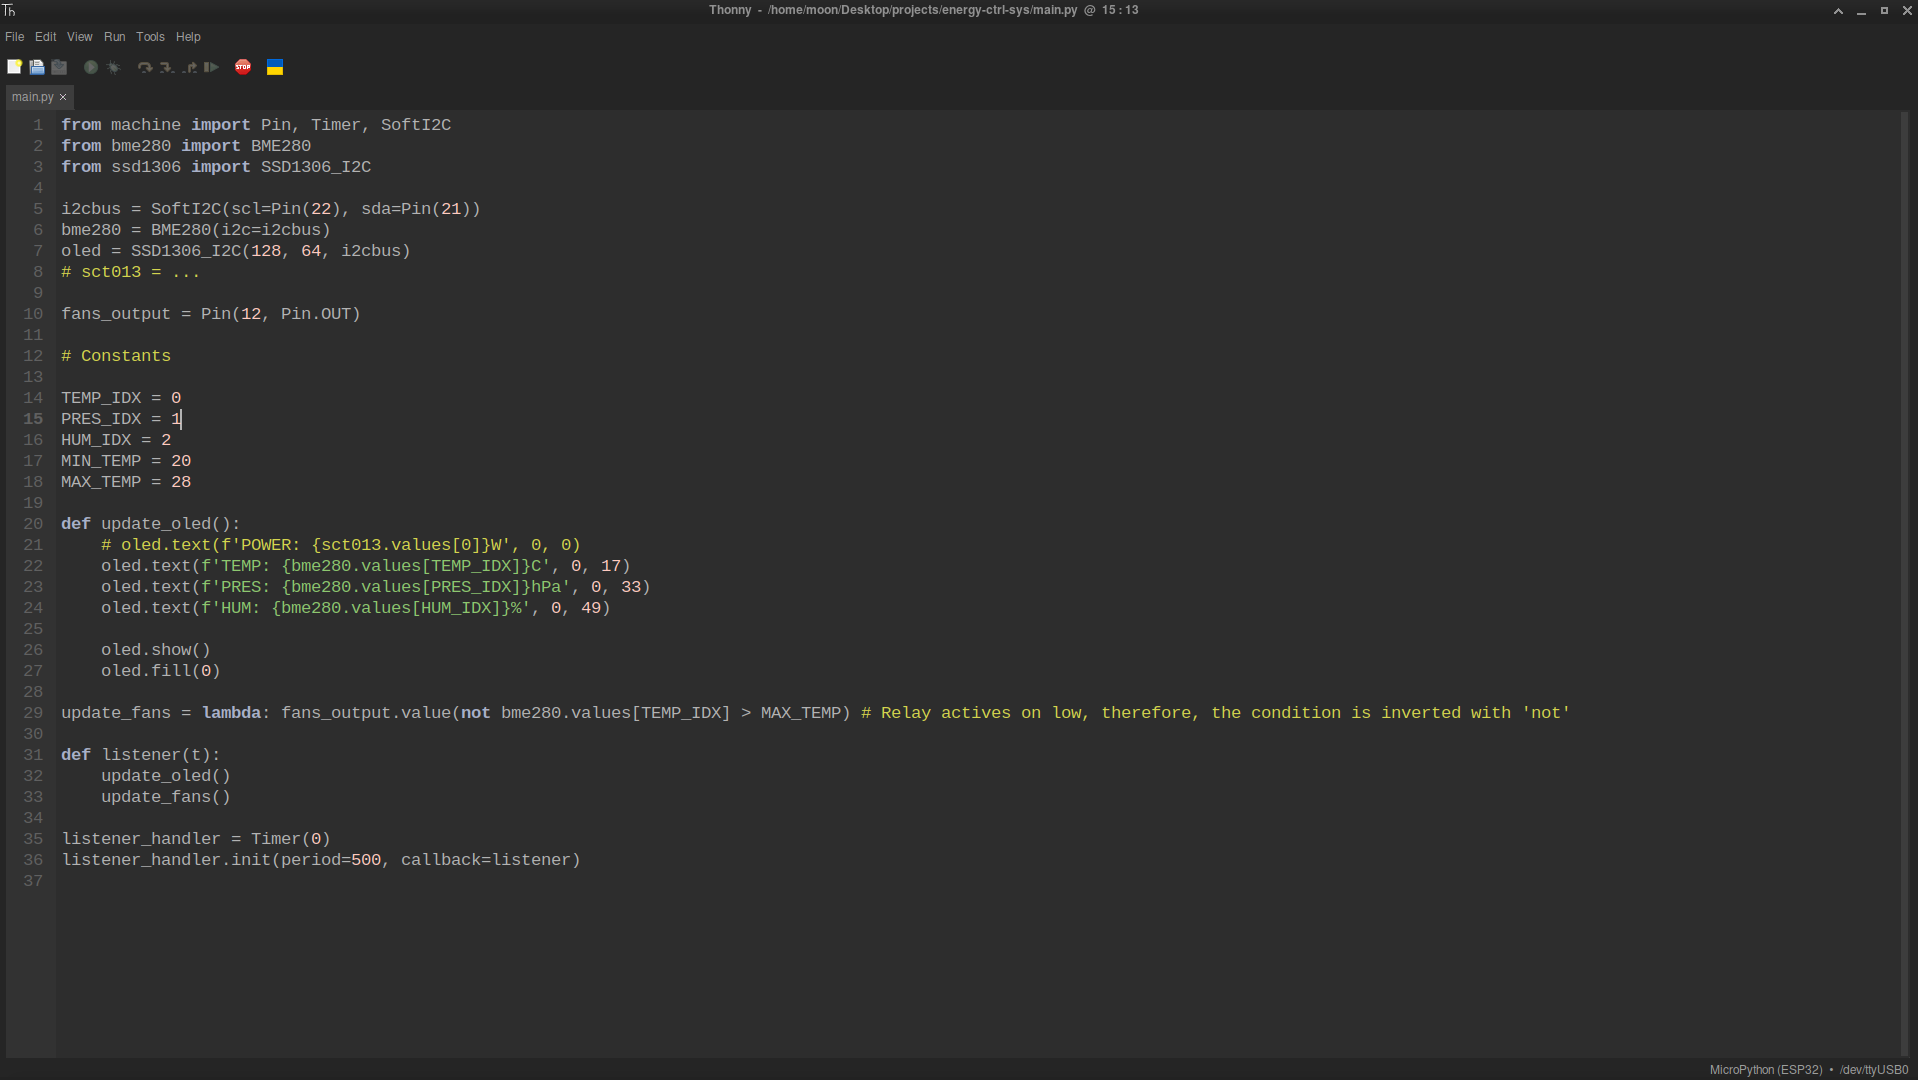 Th
Thonny - /home/moon/Desktop/projects/energy-ctrl-sys/main.py @ 15 : 13
File Edit View Run Tools Help
STOP
main.py ×
1 from machine import Pin, Timer, SoftI2C
2 from bme280 import BME280
3 from ssd1306 import SSD1306_I2C
4
5 i2cbus = SoftI2C(scl=Pin(22), sda=Pin(21))
6 bme280 = BME280(i2c=i2cbus)
7 oled = SSD1306_I2C(128, 64, i2cbus)
8 # sct013 = ...
9
10 fans_output = Pin(12, Pin.OUT)
11
12 # Constants
13
14 TEMP_IDX = 0
15 PRES_IDX = 1
16 HUM_IDX = 2
17 MIN_TEMP = 20
18 MAX_TEMP = 28
19
20 def update_oled():
21     # oled.text(f'POWER: {sct013.values[0]}W', 0, 0)
22     oled.text(f'TEMP: {bme280.values[TEMP_IDX]}C', 0, 17)
23     oled.text(f'PRES: {bme280.values[PRES_IDX]}hPa', 0, 33)
24     oled.text(f'HUM: {bme280.values[HUM_IDX]}%', 0, 49)
25
26     oled.show()
27     oled.fill(0)
28
29 update_fans = lambda: fans_output.value(not bme280.values[TEMP_IDX] > MAX_TEMP) # Relay actives on low, therefore, the condition is inverted with 'not'
30
31 def listener(t):
32     update_oled()
33     update_fans()
34
35 listener_handler = Timer(0)
36 listener_handler.init(period=500, callback=listener)
37
MicroPython (ESP32) • /dev/ttyUSB0